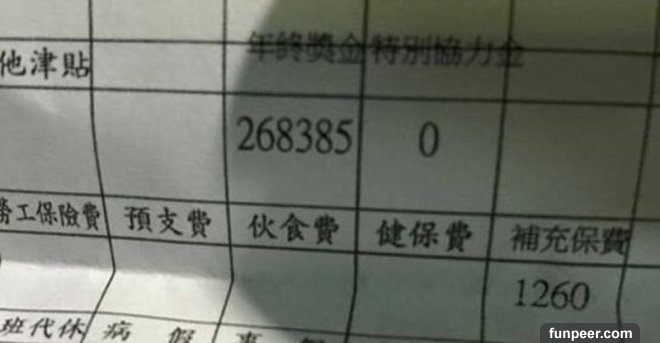 年終獎金 特別協力金
他津貼
268385 0
勞工保險費 預支費 伙食費 健保費 補充保費
1260
班代休 病 假 事
funpeer.com